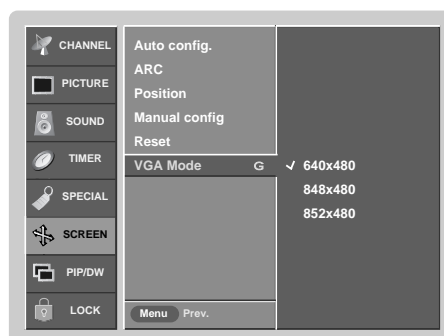 CHANNEL
PICTURE
SOUND
TIMER
SPECIAL
SCREEN
PIP/DW
LOCK
Auto config.
ARC
Position
Manual config
Reset
VGA Mode G
✓ 640x480
848x480
852x480
Menu Prev.